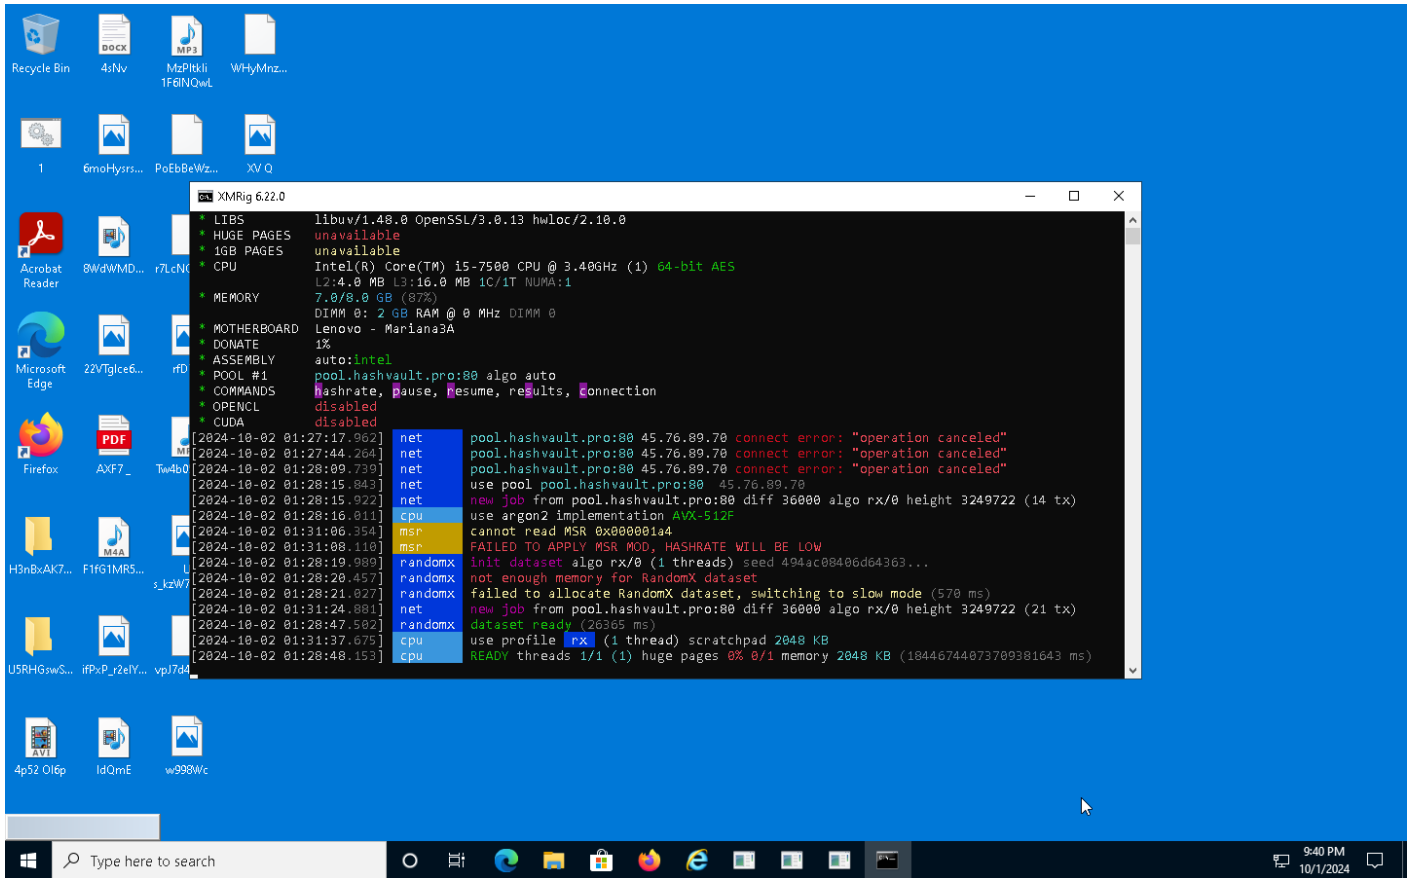 Recycle Bin
4sNv
MzPltkli
1F6lNQwL
WHyMnz...
DOCX
MP3
1
6moHysrs...
PoEbBeWz...
XV Q
XMRig 6.22.0
* LIBS libuv/1.48.0 OpenSSL/3.0.13 hwloc/2.10.0
* HUGE PAGES unavailable
* 1GB PAGES unavailable
* CPU Intel(R) Core(TM) i5-7500 CPU @ 3.40GHz (1) 64-bit AES
L2:4.0 MB L3:16.0 MB 1C/1T NUMA:1
* MEMORY 7.0/8.0 GB (87%)
DIMM 0: 2 GB RAM @ 0 MHz DIMM 0
* MOTHERBOARD Lenovo - Mariana3A
* DONATE 1%
* ASSEMBLY auto:intel
* POOL #1 pool.hashvault.pro:80 algo auto
* COMMANDS hashrate, pause, resume, results, connection
* OPENCL disabled
* CUDA disabled
[2024-10-02 01:27:17.962] net pool.hashvault.pro:80 45.76.89.70 connect error: "operation canceled"
[2024-10-02 01:27:44.264] net pool.hashvault.pro:80 45.76.89.70 connect error: "operation canceled"
[2024-10-02 01:28:09.739] net pool.hashvault.pro:80 45.76.89.70 connect error: "operation canceled"
[2024-10-02 01:28:15.843] net use pool pool.hashvault.pro:80 45.76.89.70
[2024-10-02 01:28:15.922] net new job from pool.hashvault.pro:80 diff 36000 algo rx/0 height 3249722 (14 tx)
[2024-10-02 01:28:16.011] cpu use argon2 implementation AVX-512F
[2024-10-02 01:31:06.354] msr cannot read MSR 0x000001a4
[2024-10-02 01:31:08.110] msr FAILED TO APPLY MSR MOD, HASHRATE WILL BE LOW
[2024-10-02 01:28:19.989] randomx init dataset algo rx/0 (1 threads) seed 494ac08406d64363...
[2024-10-02 01:28:20.457] randomx not enough memory for RandomX dataset
[2024-10-02 01:28:21.027] randomx failed to allocate RandomX dataset, switching to slow mode (570 ms)
[2024-10-02 01:31:24.881] net new job from pool.hashvault.pro:80 diff 36000 algo rx/0 height 3249722 (21 tx)
[2024-10-02 01:28:47.502] randomx dataset ready (26365 ms)
[2024-10-02 01:31:37.675] cpu use profile rx (1 thread) scratchpad 2048 KB
[2024-10-02 01:28:48.153] cpu READY threads 1/1 (1) huge pages 0% 0/1 memory 2048 KB (18446744073709381643 ms)
Acrobat
Reader
8WdWMD...
r7LcN
Microsoft
Edge
22VTglce6...
rfD
Firefox
PDF
AXF7_
Tw4b0
H3nBxAK7...
M4A
F1fG1MR5...
s_kzW7
U5RHGswS...
ifPxP_r2elY...
vpJ7d4
AVI
4p52 OI6p
IdQmE
w998Wc
Type here to search
9:40 PM
10/1/2024